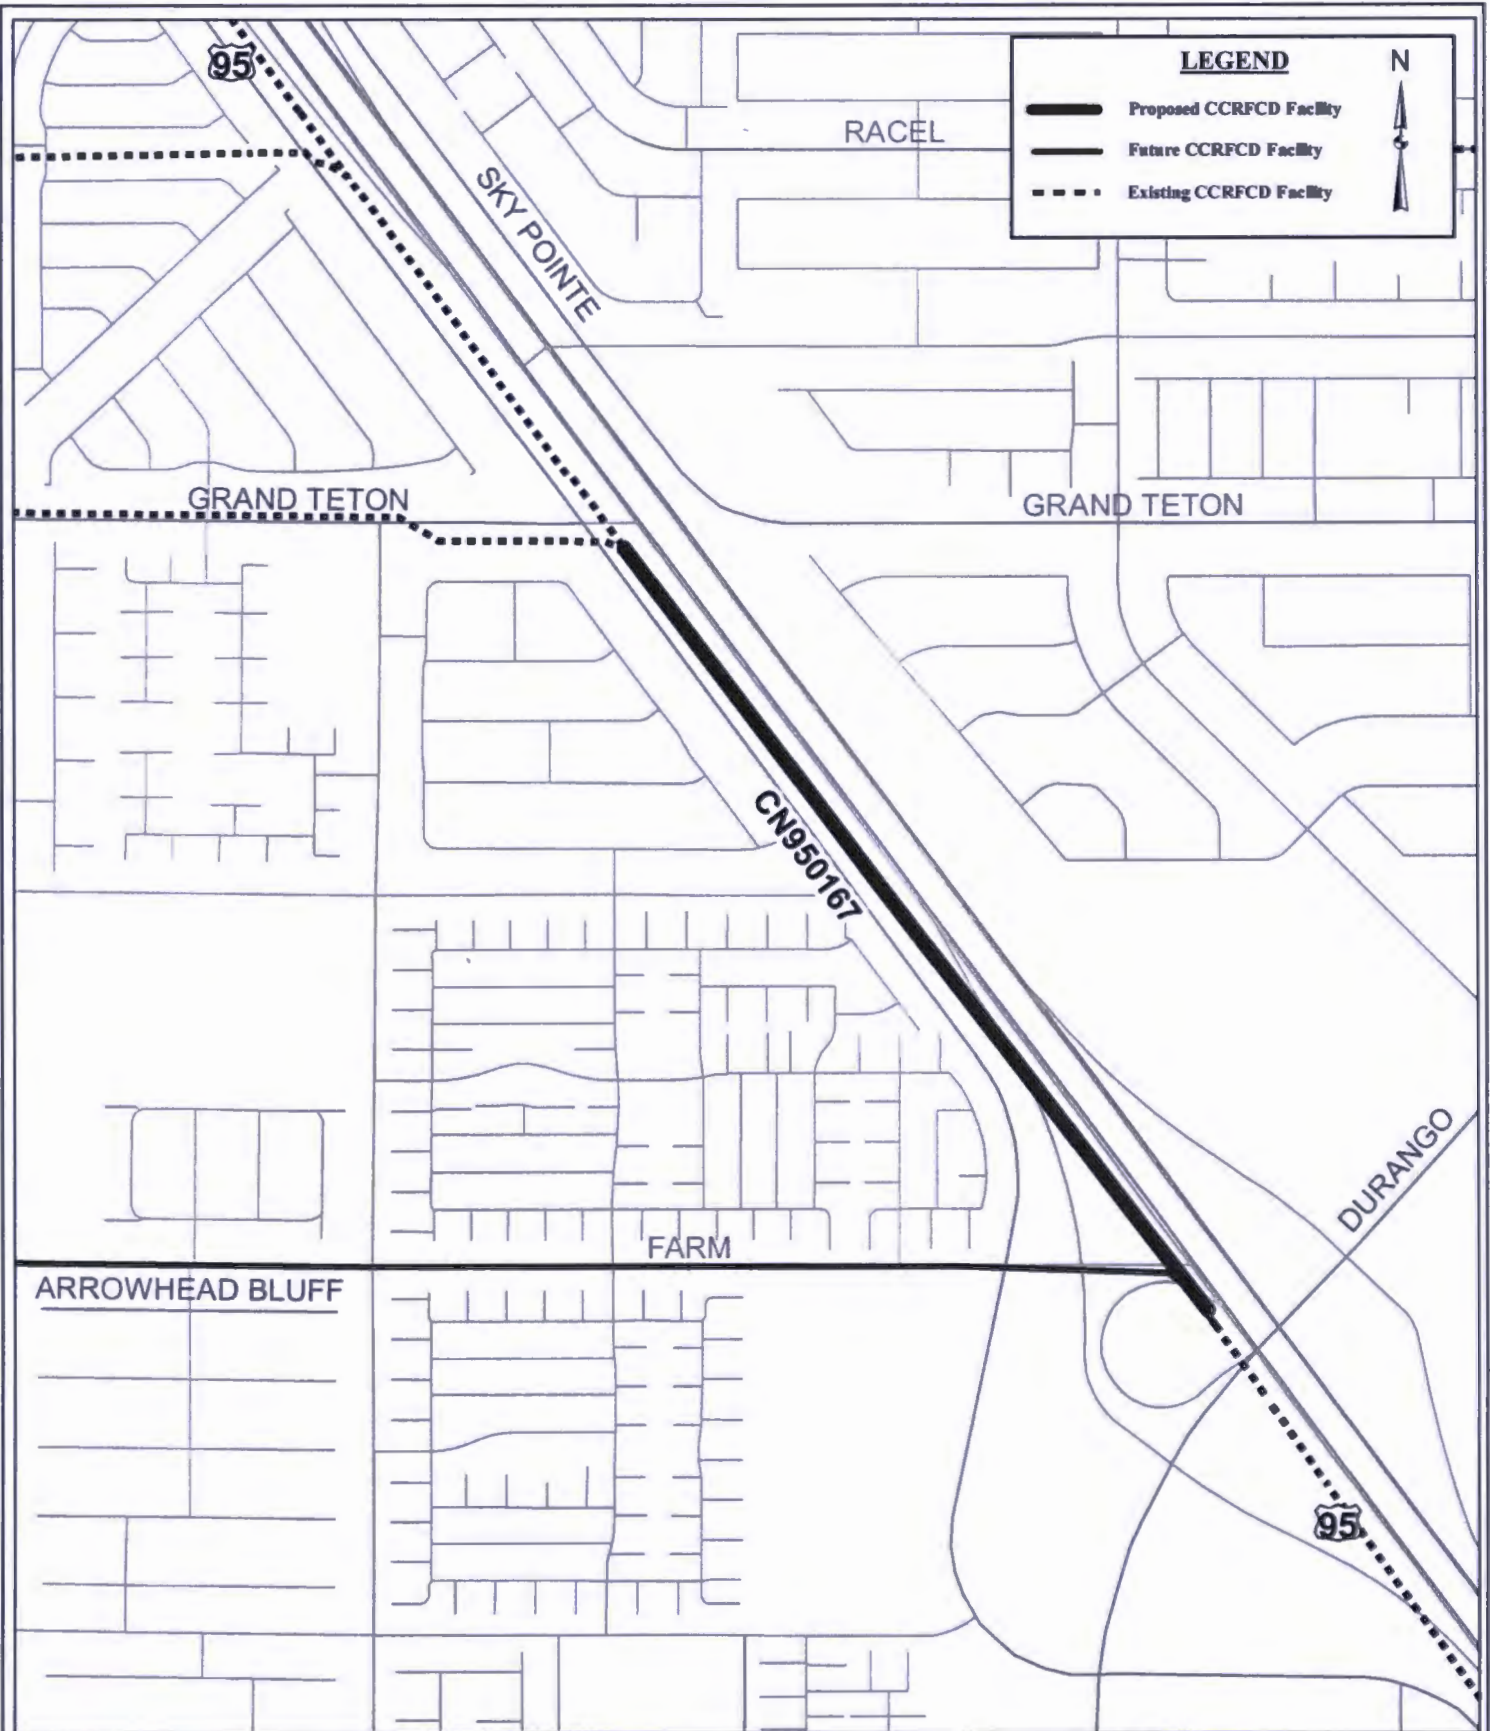 95
LEGEND
N
Proposed CCRFCD Facility
Future CCRFCD Facility
Existing CCRFCD Facility
RACEL
SKY POINTE
GRAND TETON
GRAND TETON
CN950167
DURANGO
FARM
ARROWHEAD BLUFF
95